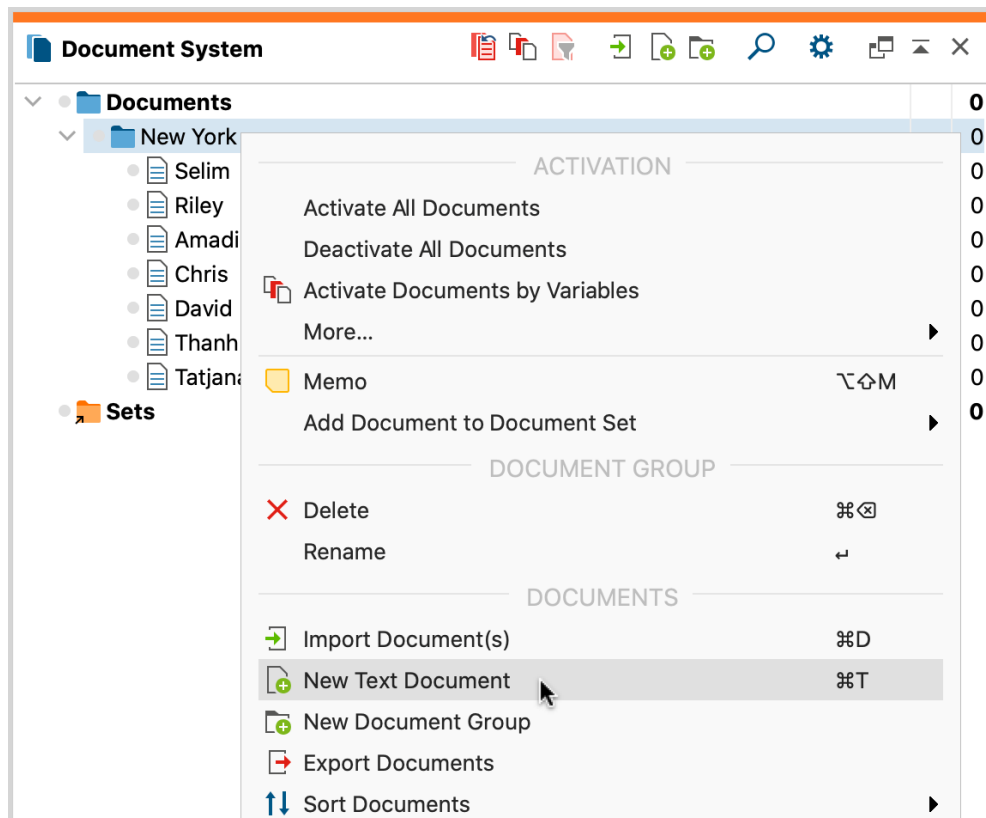 Document System
Documents 0
New York 0
Selim 0
Riley 0
Amadi 0
Chris 0
David 0
Thanh 0
Tatjana 0
Sets 0
ACTIVATION
Activate All Documents
Deactivate All Documents
Activate Documents by Variables
More...
Memo ⌥⇧M
Add Document to Document Set
DOCUMENT GROUP
Delete ⌘⌫
Rename ↵
DOCUMENTS
Import Document(s) ⌘D
New Text Document ⌘T
New Document Group
Export Documents
Sort Documents